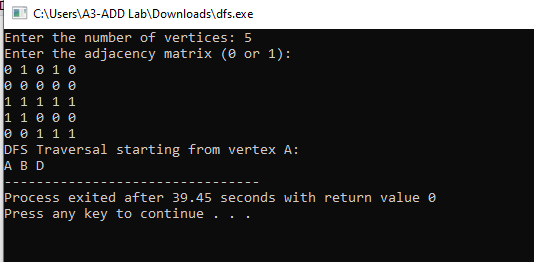 C:\Users\A3-ADD Lab\Downloads\dfs.exe
Enter the number of vertices: 5
Enter the adjacency matrix (0 or 1):
0 1 0 1 0
0 0 0 0 0
1 1 1 1 1
1 1 0 0 0
0 0 1 1 1
DFS Traversal starting from vertex A:
A B D
--------------------------------
Process exited after 39.45 seconds with return value 0
Press any key to continue . . .